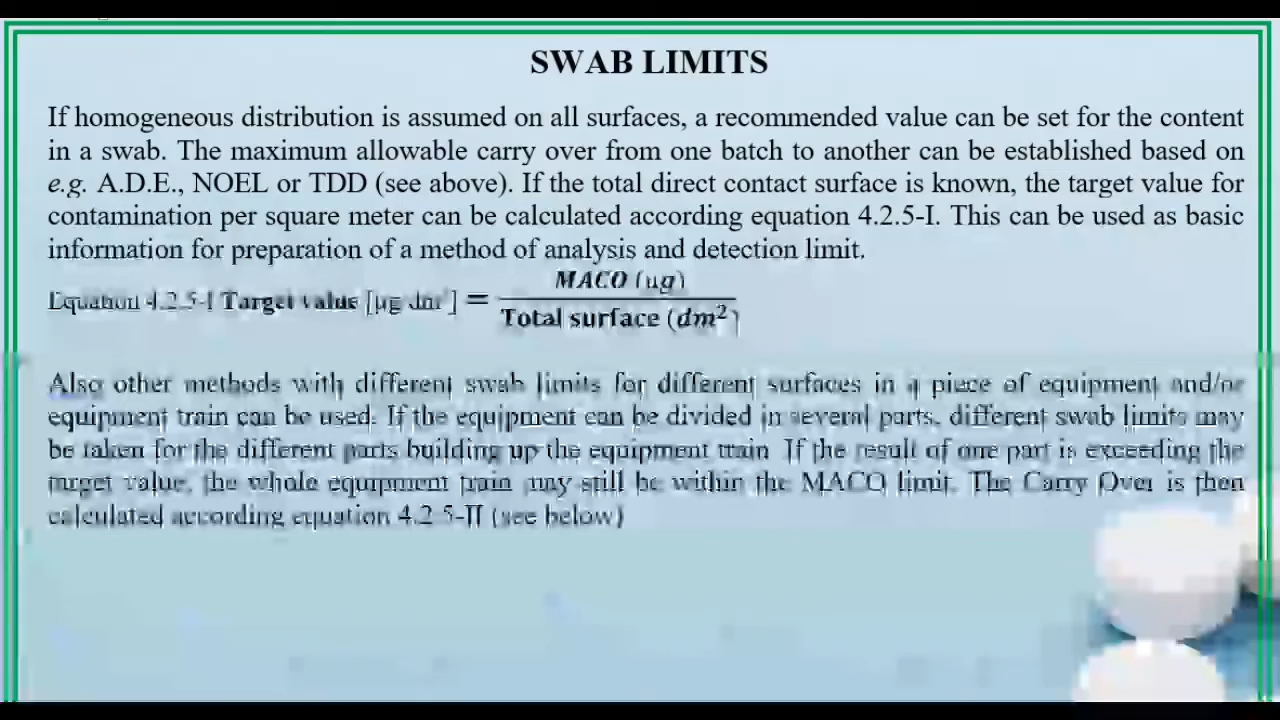 SWAB LIMITS
If homogeneous distribution is assumed on all surfaces, a recommended value can be set for the content
in a swab. The maximum allowable carry over from one batch to another can be established based on
e.g. A.D.E., NOEL or TDD (see above). If the total direct contact surface is known, the target value for
contamination per square meter can be calculated according equation 4.2.5-I. This can be used as basic
information for preparation of a method of analysis and detection limit.
Equation 4.2.5-I Target value [µg/dm²] = MACO (µg)
Total surface (dm²)
Also other methods with different swab limits for different surfaces in a piece of equipment and/or
equipment train can be used. If the equipment can be divided in several parts, different swab limits may
be taken for the different parts building up the equipment train. If the result of one part is exceeding the
target value, the whole equipment train may still be within the MACO limit. The Carry Over is then
calculated according equation 4.2.5-II (see below)